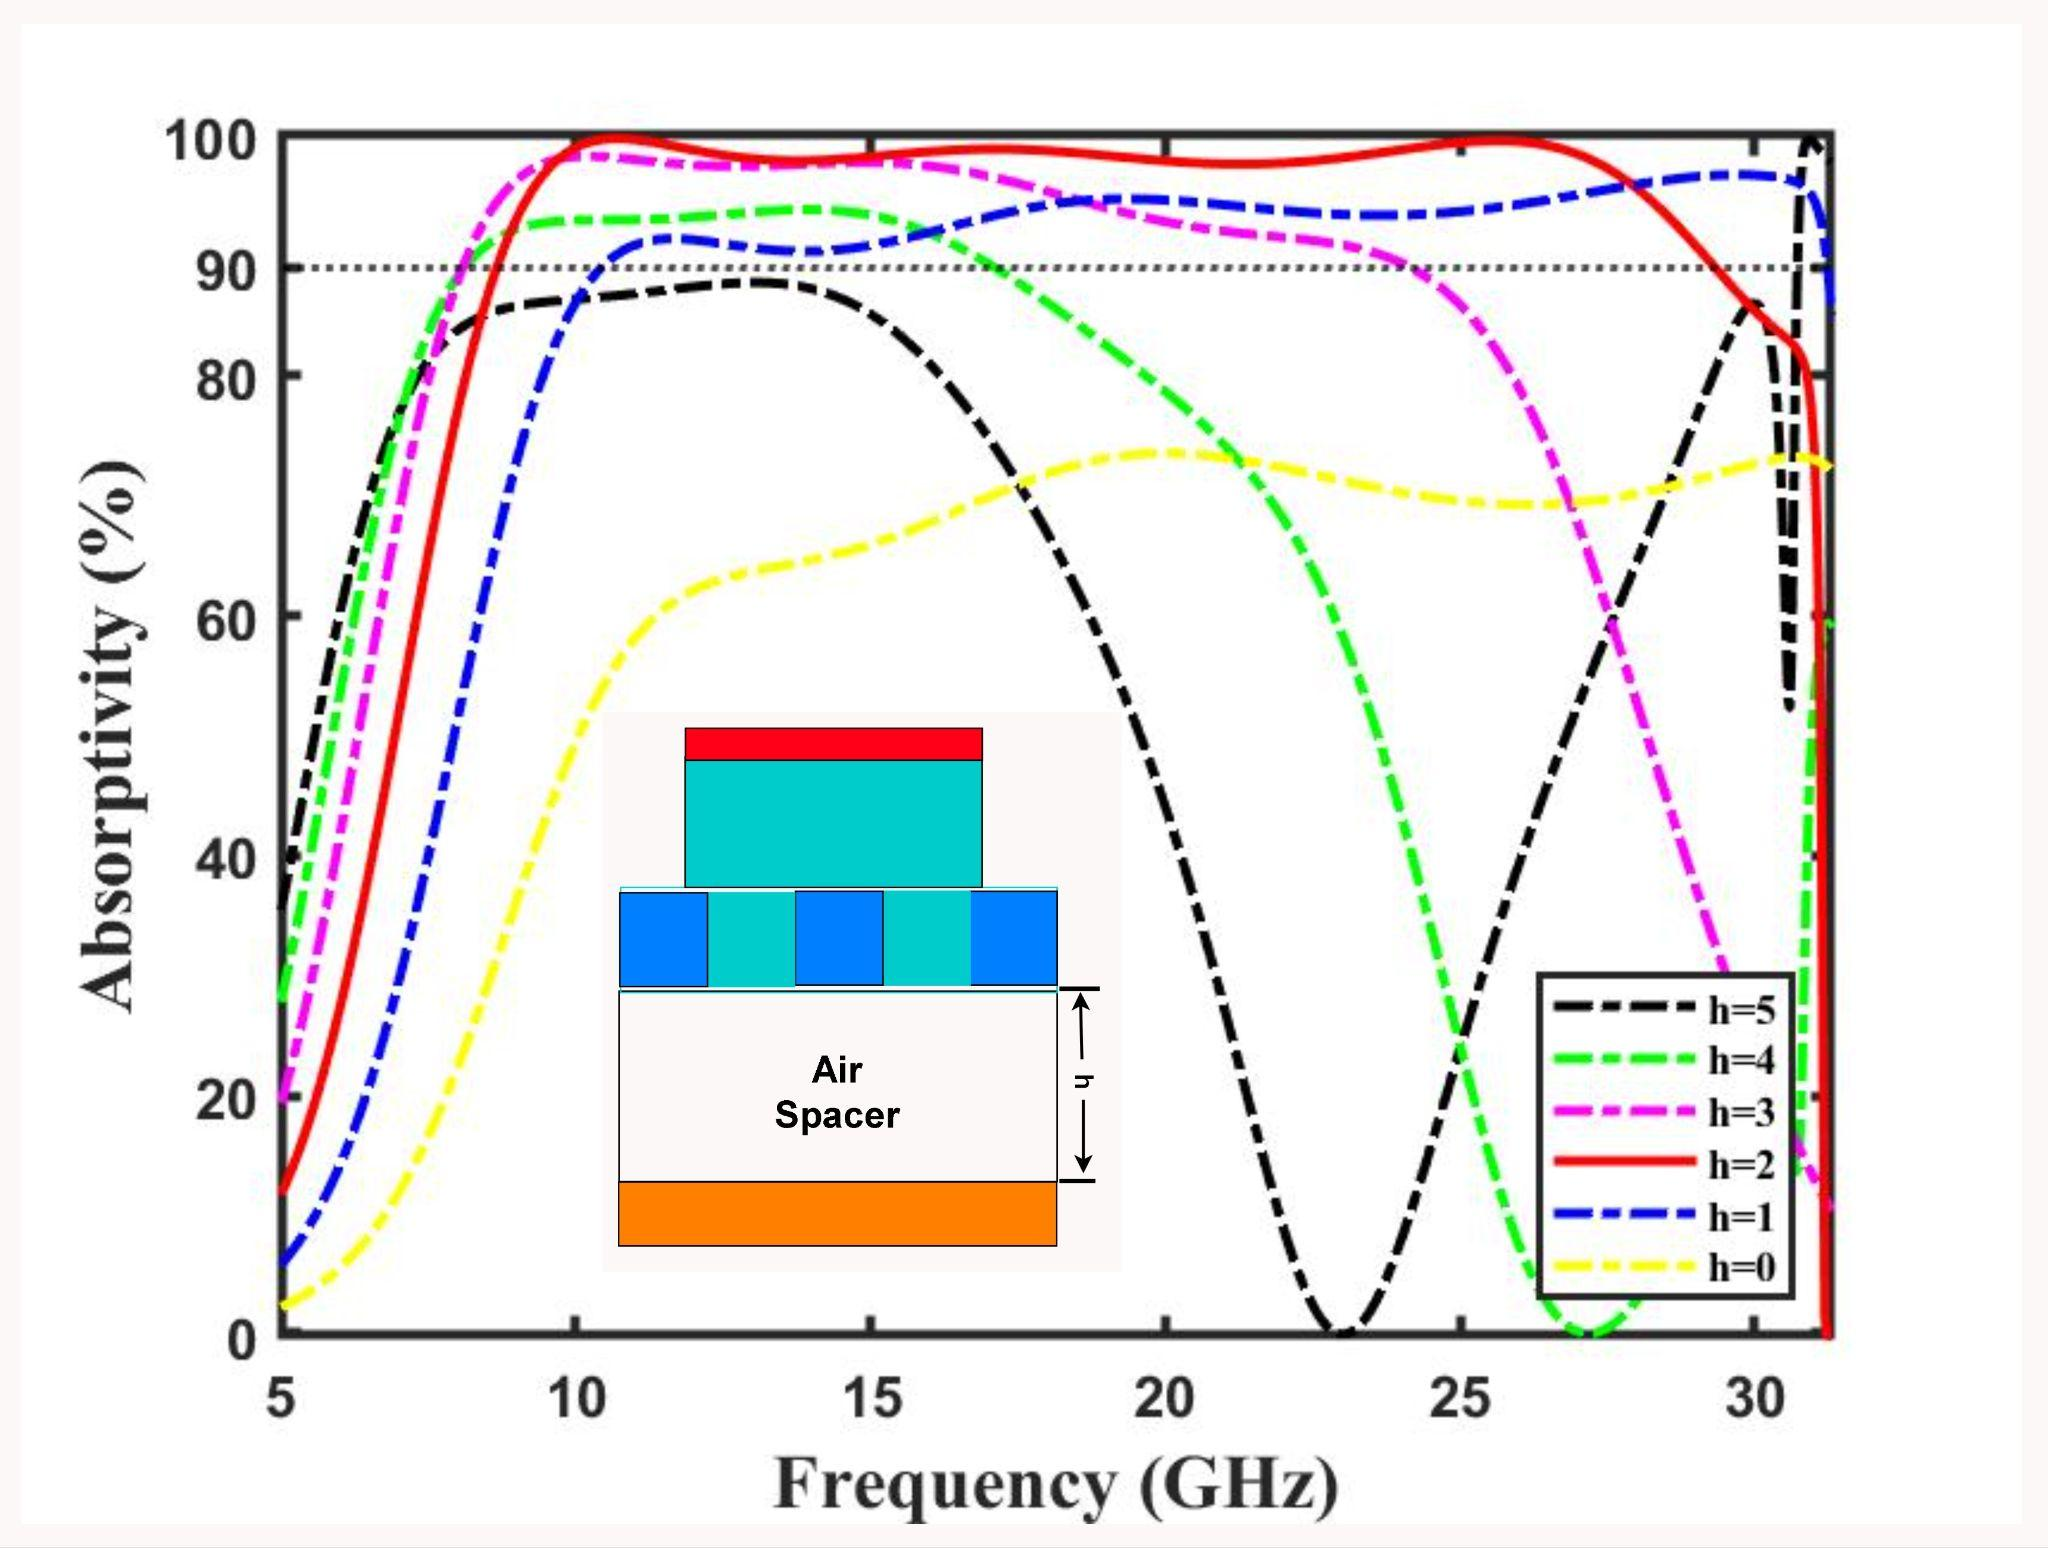 100
90
80
60
40
20
0
Absorptivity (%)
5
10
15
20
25
30
Frequency (GHz)
Air
Spacer
h
h=5
h=4
h=3
h=2
h=1
h=0